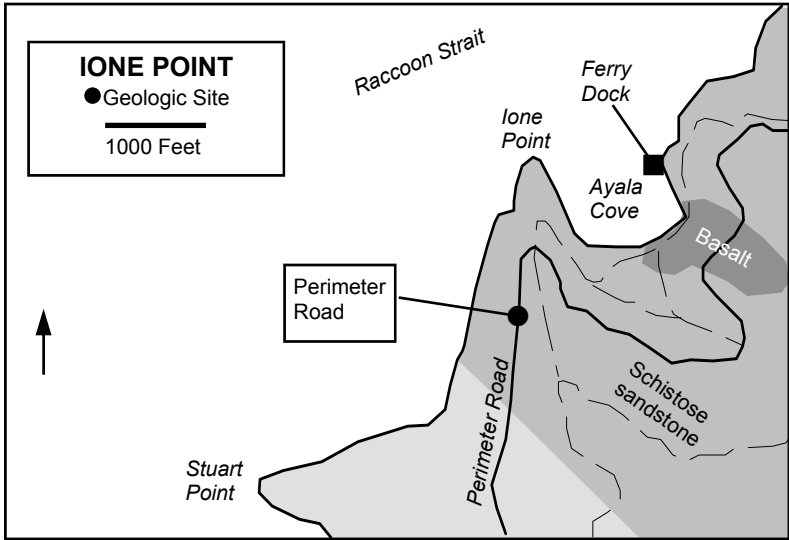 IONE POINT
Geologic Site
1000 Feet
Raccoon Strait
Ferry
Dock
Ione
Point
Ayala
Cove
Basalt
Perimeter
Road
Schistose
sandstone
Perimeter Road
Stuart
Point